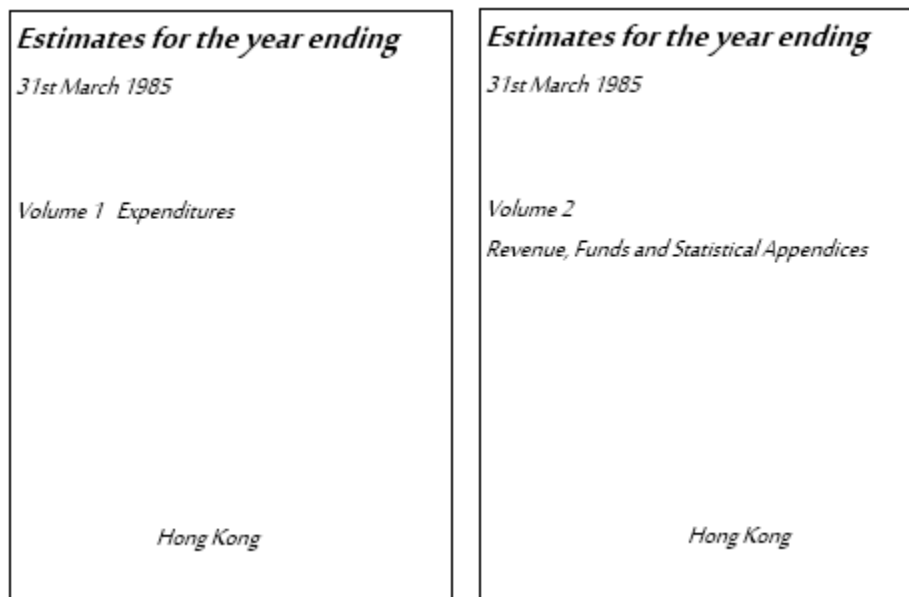 Estimates for the year ending
31st March 1985
Volume 1 Expenditures
Hong Kong
Estimates for the year ending
31st March 1985
Volume 2
Revenue, Funds and Statistical Appendices
Hong Kong